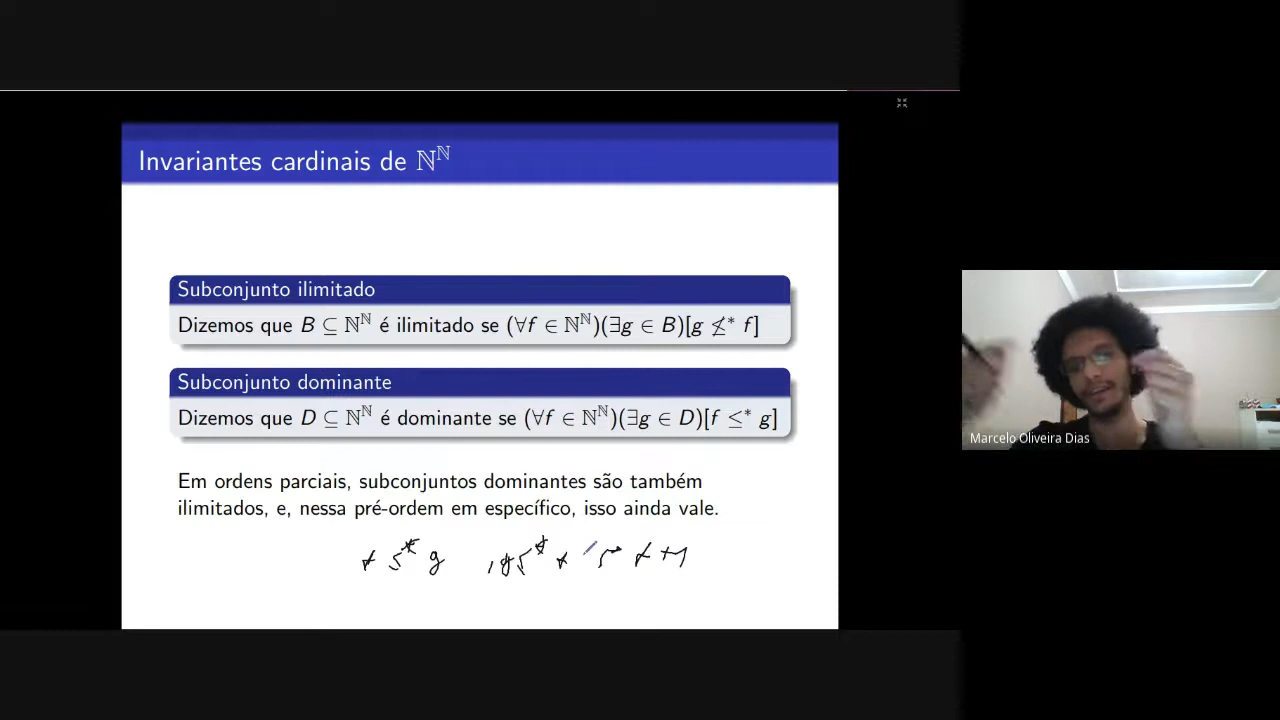 Invariantes cardinais de ℕ^ℕ
Subconjunto ilimitado
Dizemos que B ⊆ ℕ^ℕ é ilimitado se (∀f ∈ ℕ^ℕ)(∃g ∈ B)[g ≰* f]
Subconjunto dominante
Dizemos que D ⊆ ℕ^ℕ é dominante se (∀f ∈ ℕ^ℕ)(∃g ∈ D)[f ≤* g]
Em ordens parciais, subconjuntos dominantes são também
ilimitados, e, nessa pré-ordem em específico, isso ainda vale.
f ≤* g
Marcelo Oliveira Dias